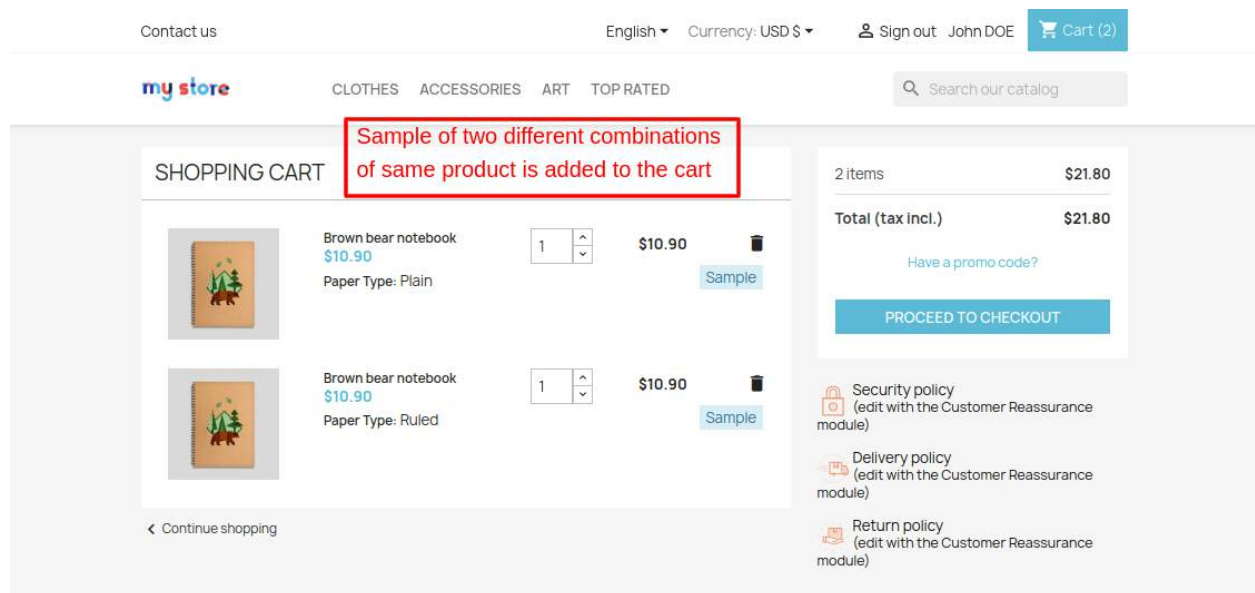 Contact us
English
Currency: USD $
Sign out John DOE
Cart (2)
my store
CLOTHES ACCESSORIES ART TOP RATED
Search our catalog
Sample of two different combinations
of same product is added to the cart
SHOPPING CART
Brown bear notebook
$10.90
Paper Type: Plain
1
$10.90
Sample
Brown bear notebook
$10.90
Paper Type: Ruled
1
$10.90
Sample
Continue shopping
2 items $21.80
Total (tax incl.) $21.80
Have a promo code?
PROCEED TO CHECKOUT
Security policy
(edit with the Customer Reassurance
module)
Delivery policy
(edit with the Customer Reassurance
module)
Return policy
(edit with the Customer Reassurance
module)